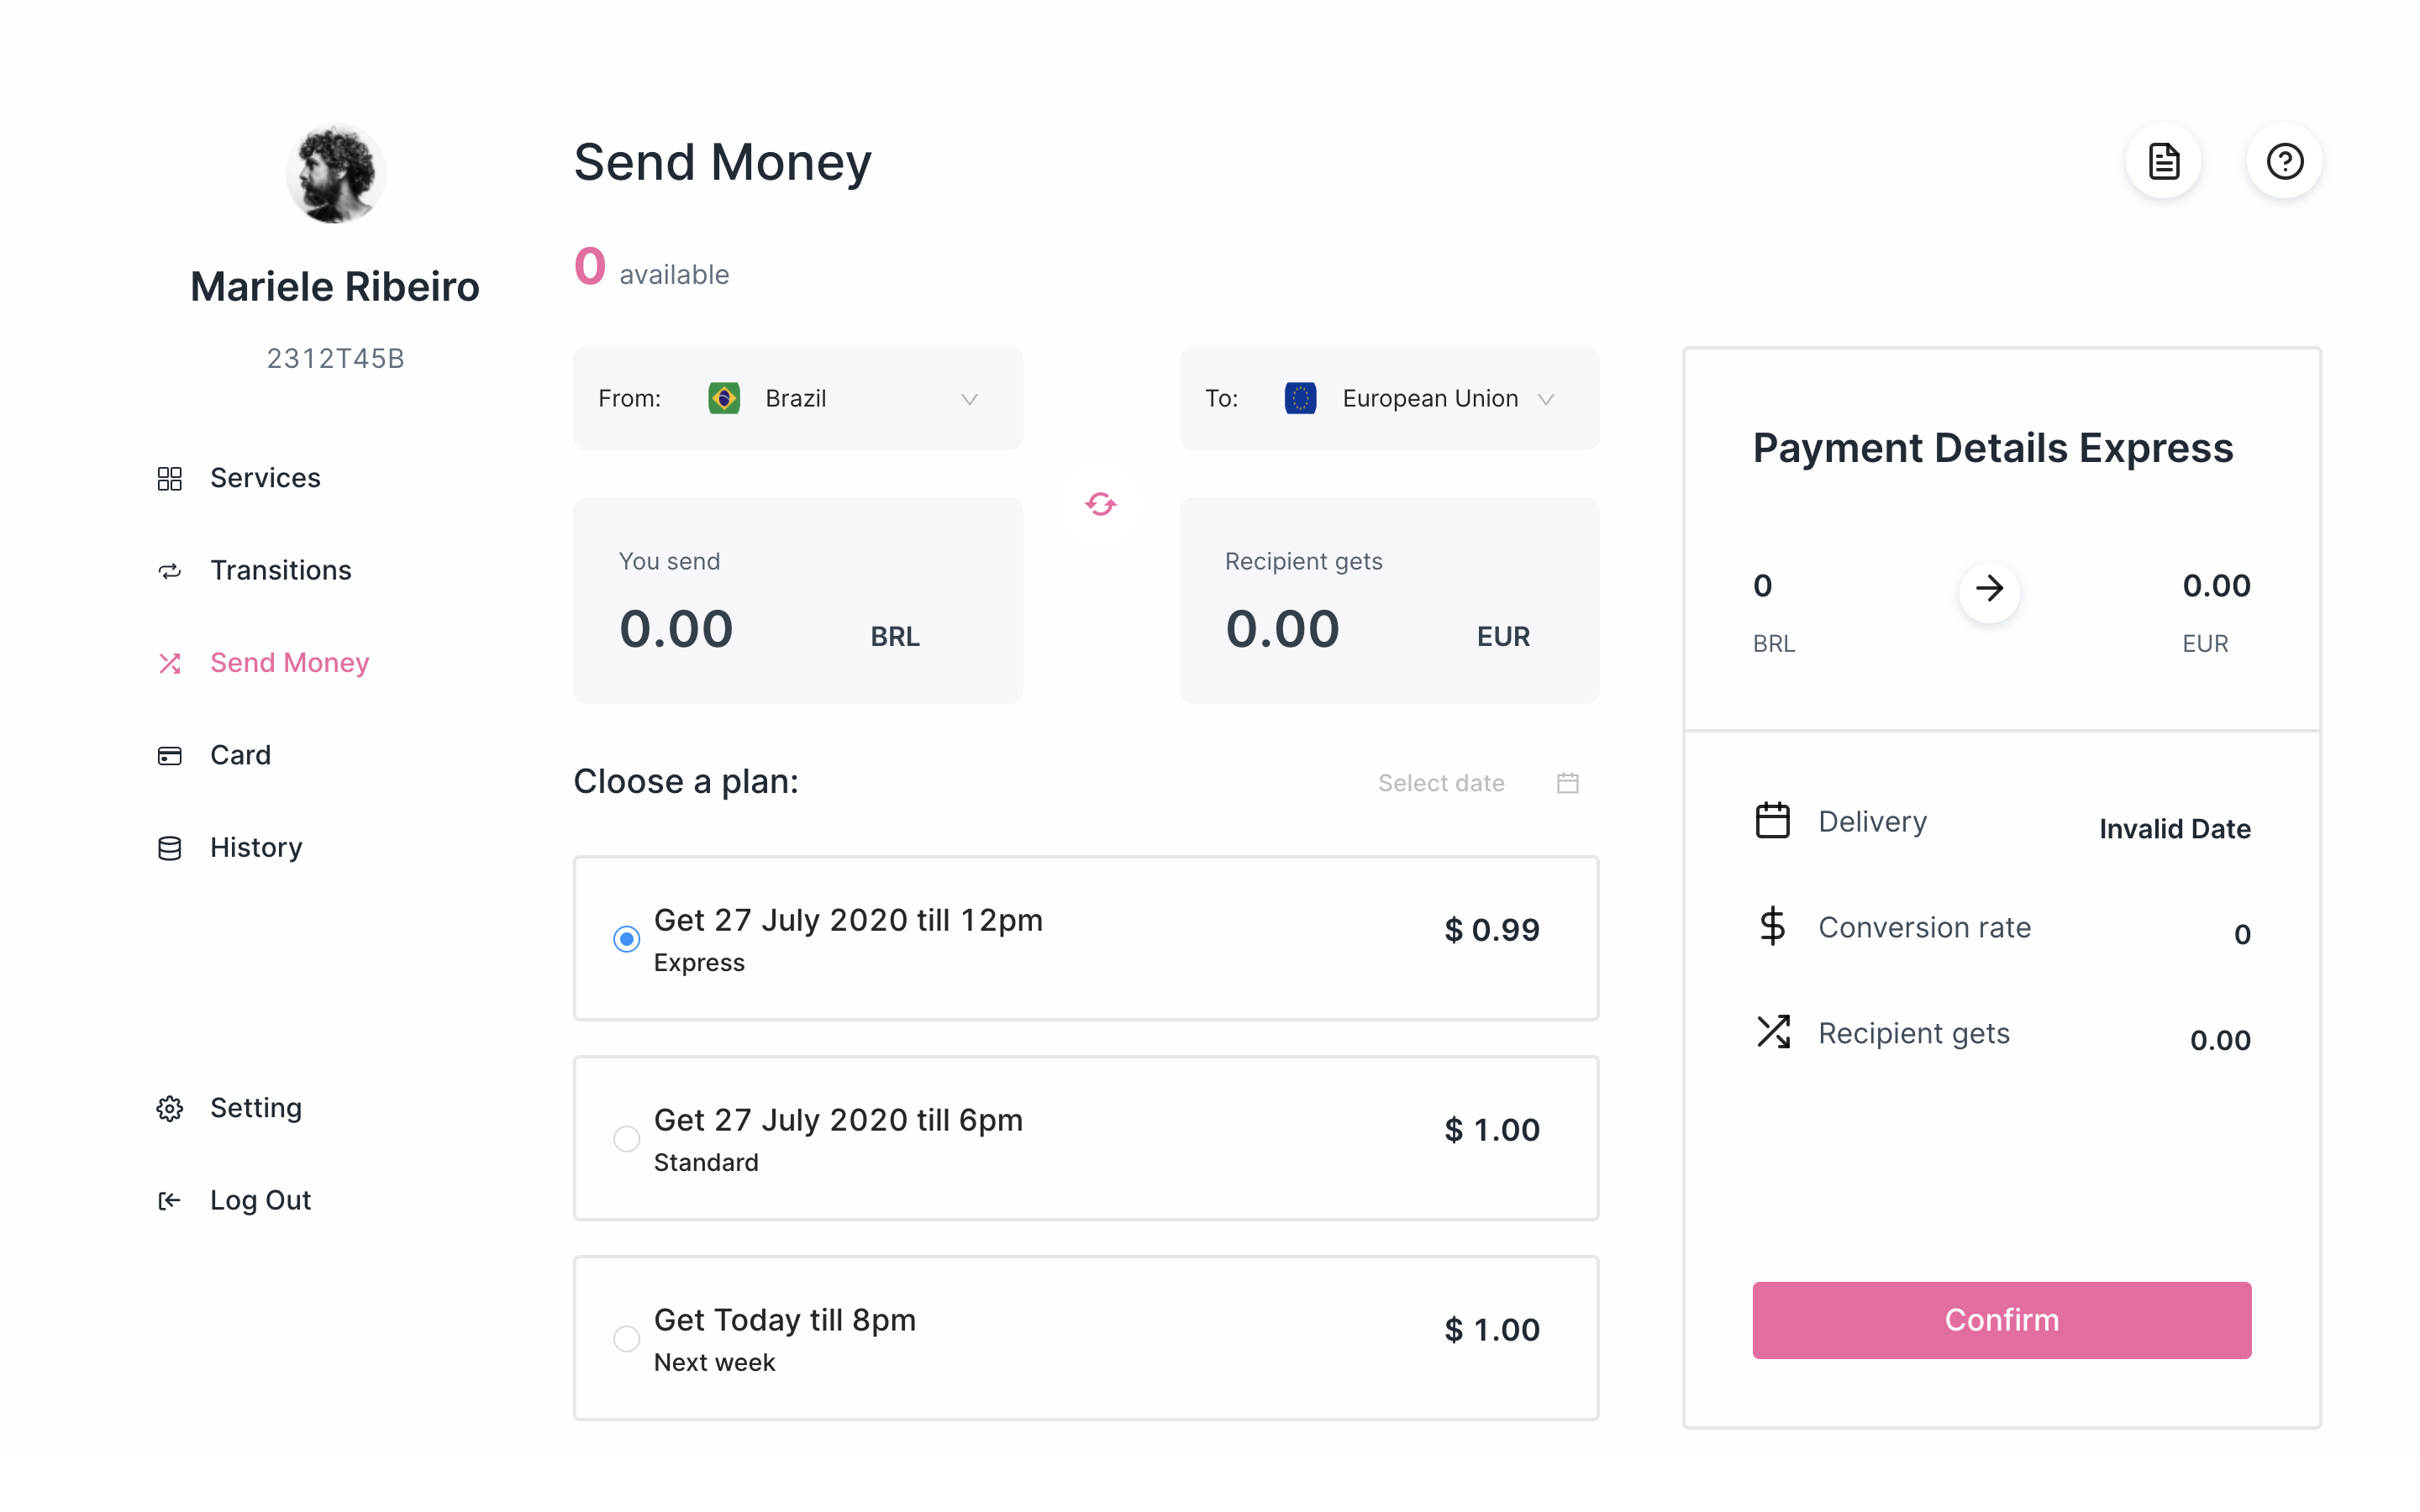 Mariele Ribeiro
2312T45B
Services
Transitions
Send Money
Card
History
Setting
Log Out
Send Money
0 available
From: Brazil
To: European Union
You send
0.00 BRL
Recipient gets
0.00 EUR
Cloose a plan:
Select date
Get 27 July 2020 till 12pm
Express
$ 0.99
Get 27 July 2020 till 6pm
Standard
$ 1.00
Get Today till 8pm
Next week
$ 1.00
Payment Details Express
0 0.00
BRL EUR
Delivery Invalid Date
Conversion rate 0
Recipient gets 0.00
Confirm